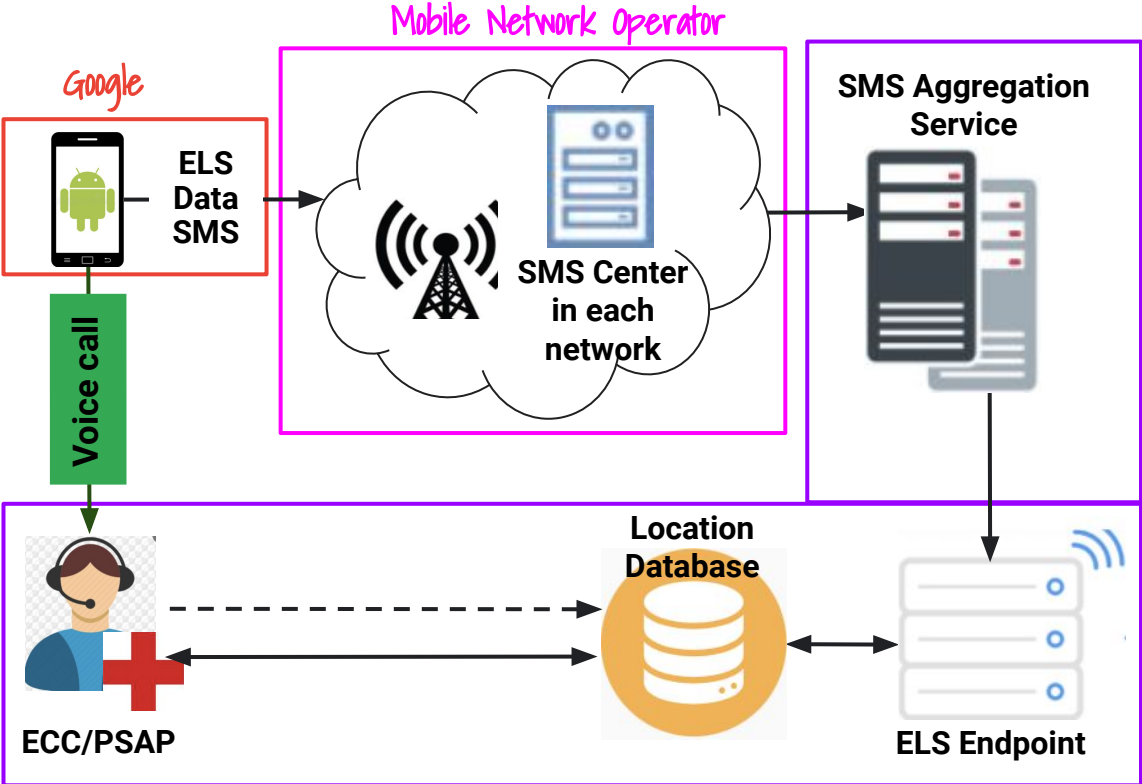 Mobile Network Operator
Google
ELS
Data
SMS
SMS Center
in each
network
SMS Aggregation
Service
Voice call
Location
Database
ECC/PSAP
ELS Endpoint